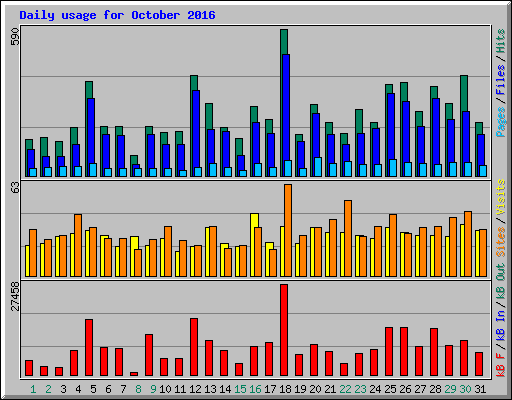 Daily usage for October 2016
590
63
27458
Pages / Files / Hits
Sites / Visits
kB F / kB In / kB Out
1 2 3 4 5 6 7 8 9 10 11 12 13 14 15 16 17 18 19 20 21 22 23 24 25 26 27 28 29 30 31